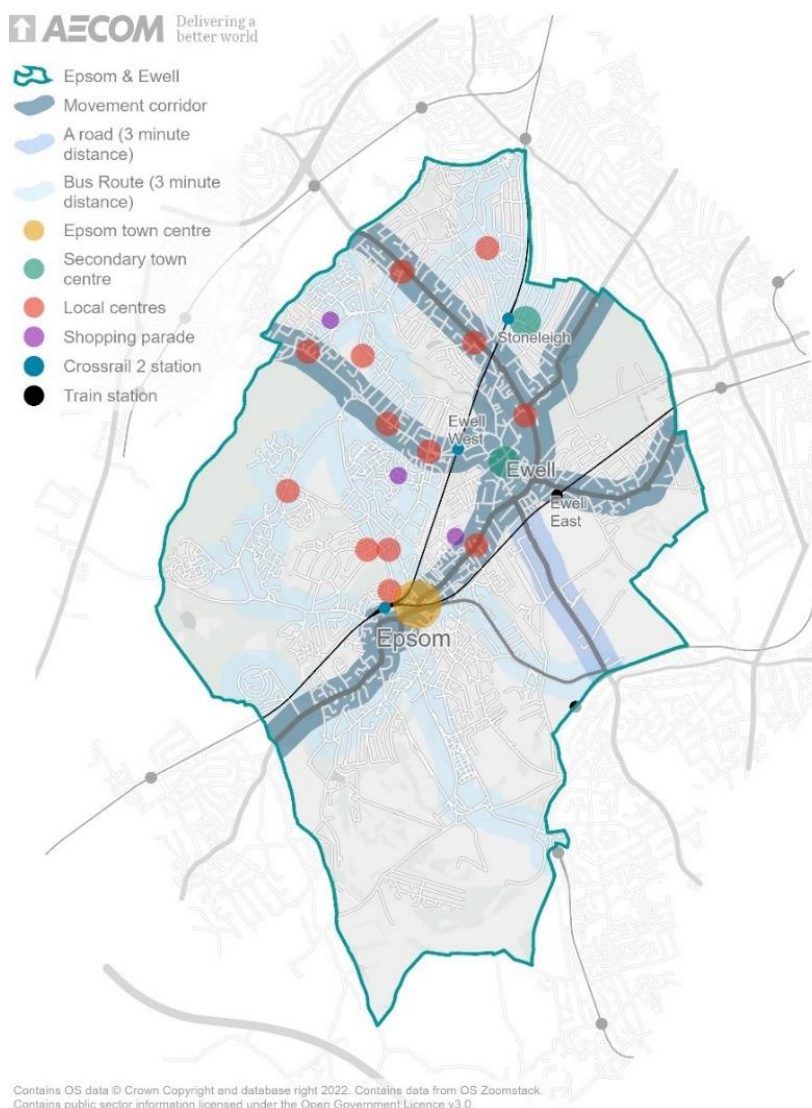 AECOM
Delivering a
better world
Epsom & Ewell
Movement corridor
A road (3 minute
distance)
Bus Route (3 minute
distance)
Epsom town centre
Secondary town
centre
Local centres
Shopping parade
Crossrail 2 station
Train station
Stoneleigh
Ewell
West
Ewell
Ewell
East
Epsom
Contains OS data © Crown Copyright and database right 2022. Contains data from OS Zoomstack.
Contains public sector information licensed under the Open Government Licence v3.0.